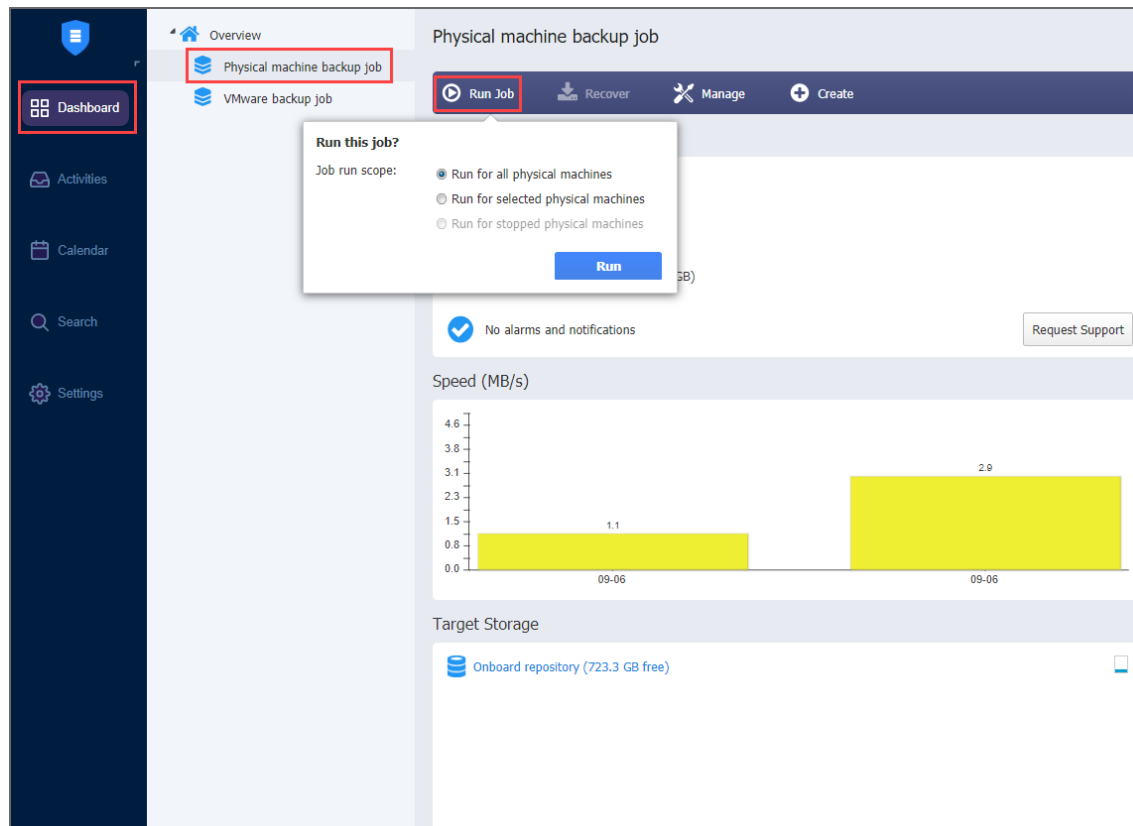 Dashboard
Activities
Calendar
Search
Settings
Overview
Physical machine backup job
VMware backup job
Physical machine backup job
Run Job
Recover
Manage
Create
Run this job?
Job run scope:
Run for all physical machines
Run for selected physical machines
Run for stopped physical machines
Run
GB)
No alarms and notifications
Request Support
Speed (MB/s)
4.6
3.8
3.1
2.3
1.5
0.8
0.0
1.1
2.9
09-06
09-06
Target Storage
Onboard repository (723.3 GB free)